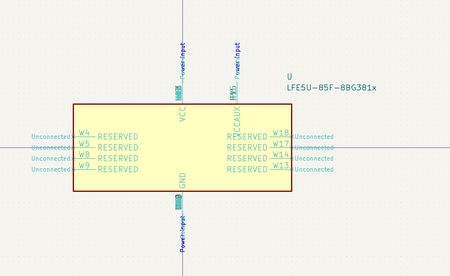 Power Input
Power Input
U
LFE5U-85F-8BG381x
VCC
VCCAUX
Unconnected
W4
RESERVED
RESERVED
W18
Unconnected
Unconnected
W5
RESERVED
RESERVED
W17
Unconnected
Unconnected
W8
RESERVED
RESERVED
W14
Unconnected
Unconnected
W9
RESERVED
RESERVED
W13
Unconnected
GND
Power Input